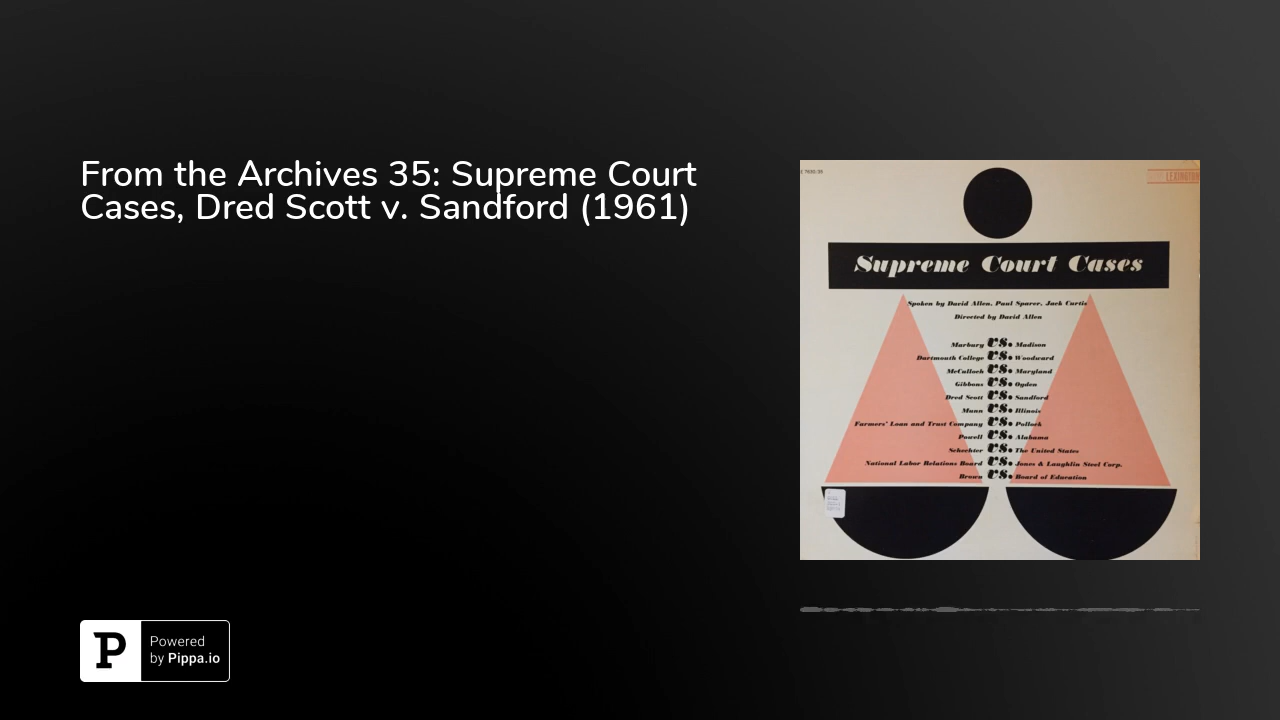 From the Archives 35: Supreme Court
Cases, Dred Scott v. Sandford (1961)
LEXINGTON
Supreme Court Cases
Spoken by David Allen, Paul Sparer, Jack Curtis
Directed by David Allen
Marbury vs. Madison
Dartmouth College vs. Woodward
McCulloch vs. Maryland
Gibbons vs. Ogden
Dred Scott vs. Sandford
Munn vs. Illinois
Farmers' Loan and Trust Company vs. Pollock
Powell vs. Alabama
Schechter vs. The United States
National Labor Relations Board vs. Jones & Laughlin Steel Corp.
Brown vs. Board of Education
P
Powered
by Pippa.io